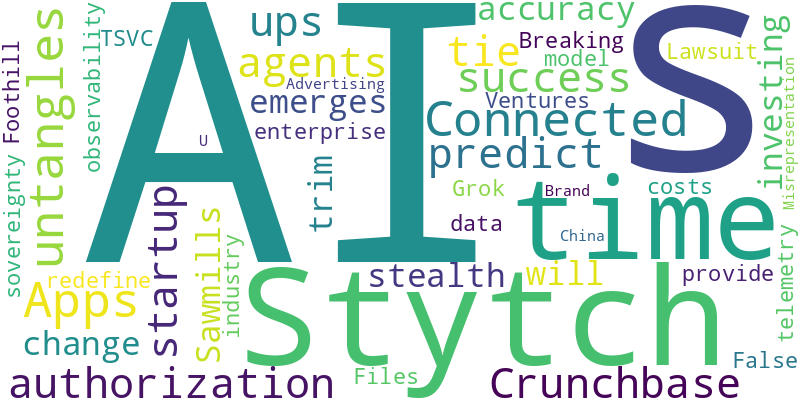 AI
S
Stytch
time
untangles
ups
agents
accuracy
tie
success
Breaking
model
Lawsuit
investing
Misrepresentation
TSVC
observability
Foothill
Advertising
emerges
enterprise
Ventures
Connected
predict
U
trim
Grok
Brand
costs
data
China
sovereignty
startup
Sawmills
industry
stealth
will
provide
telemetry
redefine
Apps
change
authorization
Files
Crunchbase
False